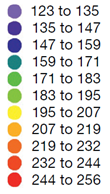 123 to 135
135 to 147
147 to 159
159 to 171
171 to 183
183 to 195
195 to 207
207 to 219
219 to 232
232 to 244
244 to 256